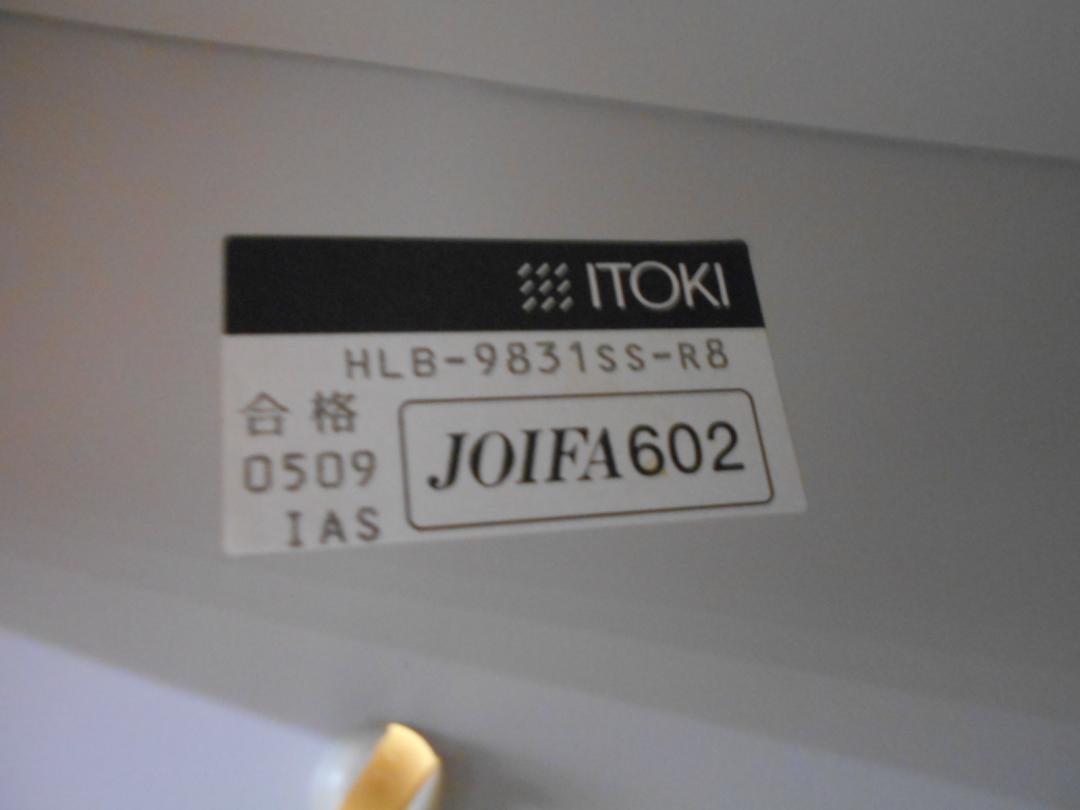 ITOKI
HLB-9831SS-R8
合格
0509
IAS
JOIFA602